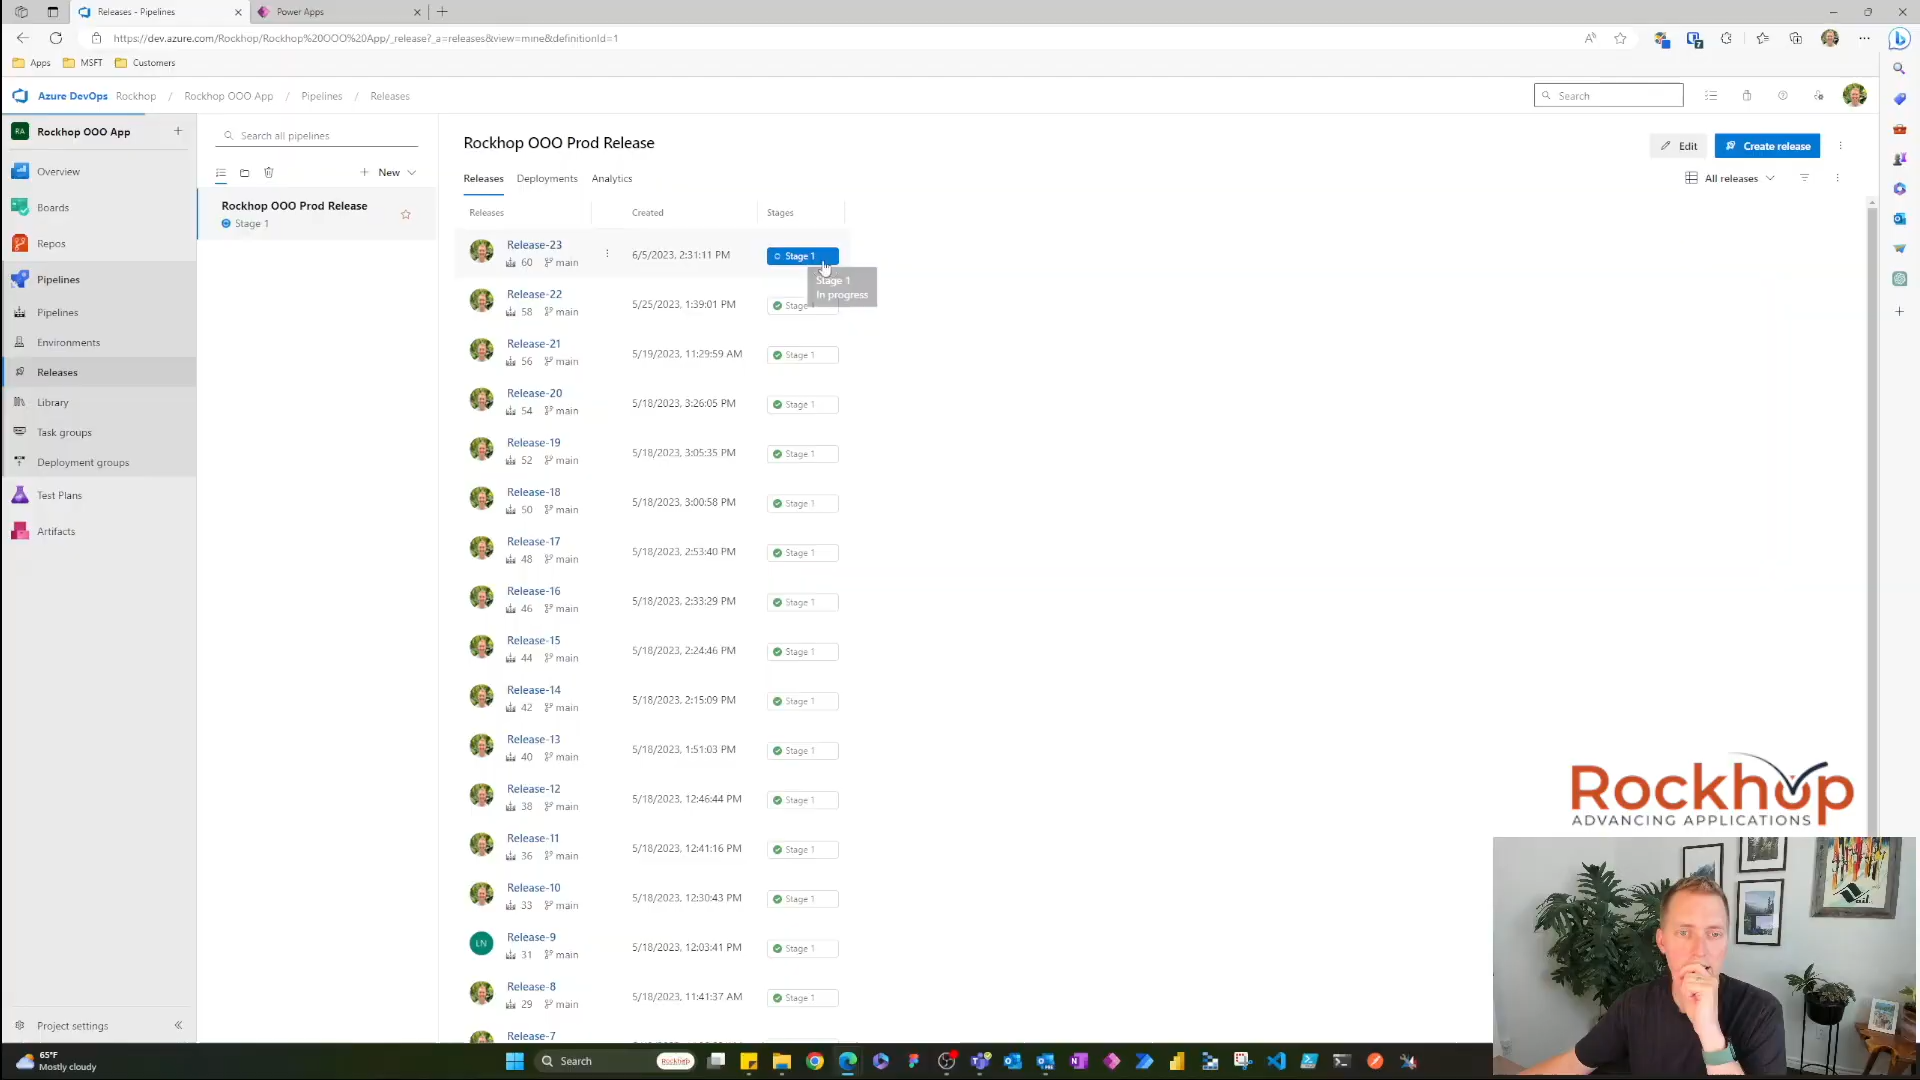 Releases - Pipelines
Power Apps
https://dev.azure.com/Rockhop/Rockhop%20OOO%20App/_release?_a=releases&view=mine&definitionId=1
Apps
MSFT
Customers
Azure DevOps Rockhop / Rockhop OOO App / Pipelines / Releases
Search
RA Rockhop OOO App
Overview
Boards
Repos
Pipelines
Pipelines
Environments
Releases
Library
Task groups
Deployment groups
Test Plans
Artifacts
Project settings
Search all pipelines
New
Rockhop OOO Prod Release
Stage 1
Rockhop OOO Prod Release
Edit
Create release
Releases Deployments Analytics
All releases
Releases Created Stages
Release-23
60 main
6/5/2023, 2:31:11 PM
Stage 1
Stage 1
In progress
Release-22
58 main
5/25/2023, 1:39:01 PM
Stage 1
Release-21
56 main
5/19/2023, 11:29:59 AM
Stage 1
Release-20
54 main
5/18/2023, 3:26:05 PM
Stage 1
Release-19
52 main
5/18/2023, 3:05:35 PM
Stage 1
Release-18
50 main
5/18/2023, 3:00:58 PM
Stage 1
Release-17
48 main
5/18/2023, 2:53:40 PM
Stage 1
Release-16
46 main
5/18/2023, 2:33:29 PM
Stage 1
Release-15
44 main
5/18/2023, 2:24:46 PM
Stage 1
Release-14
42 main
5/18/2023, 2:15:09 PM
Stage 1
Release-13
40 main
5/18/2023, 1:51:03 PM
Stage 1
Release-12
38 main
5/18/2023, 12:46:44 PM
Stage 1
Release-11
36 main
5/18/2023, 12:41:16 PM
Stage 1
Release-10
33 main
5/18/2023, 12:30:43 PM
Stage 1
LN
Release-9
31 main
5/18/2023, 12:03:41 PM
Stage 1
Release-8
29 main
5/18/2023, 11:41:37 AM
Stage 1
Release-7
Rockhop
ADVANCING APPLICATIONS
65°F
Mostly cloudy
Search
Rockhop